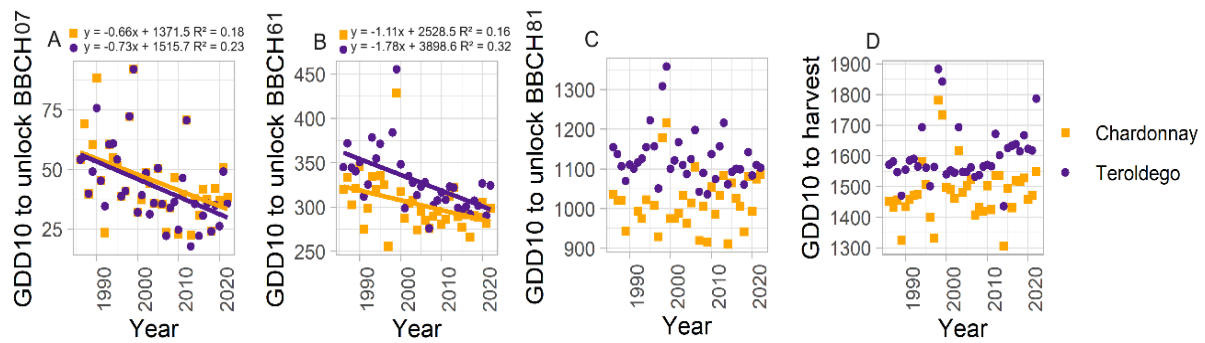 A
y = -0.66x + 1371.5 R² = 0.18
y = -0.73x + 1515.7 R² = 0.23
GDD10 to unlock BBCH07
75
50
25
1990
2000
2010
2020
Year
B
y = -1.11x + 2528.5 R² = 0.16
y = -1.78x + 3898.6 R² = 0.32
GDD10 to unlock BBCH61
450
400
350
300
250
1990
2000
2010
2020
Year
C
GDD10 to unlock BBCH81
1300
1200
1100
1000
900
1990
2000
2010
2020
Year
D
GDD10 to harvest
1900
1800
1700
1600
1500
1400
1300
1990
2000
2010
2020
Year
Chardonnay
Teroldego